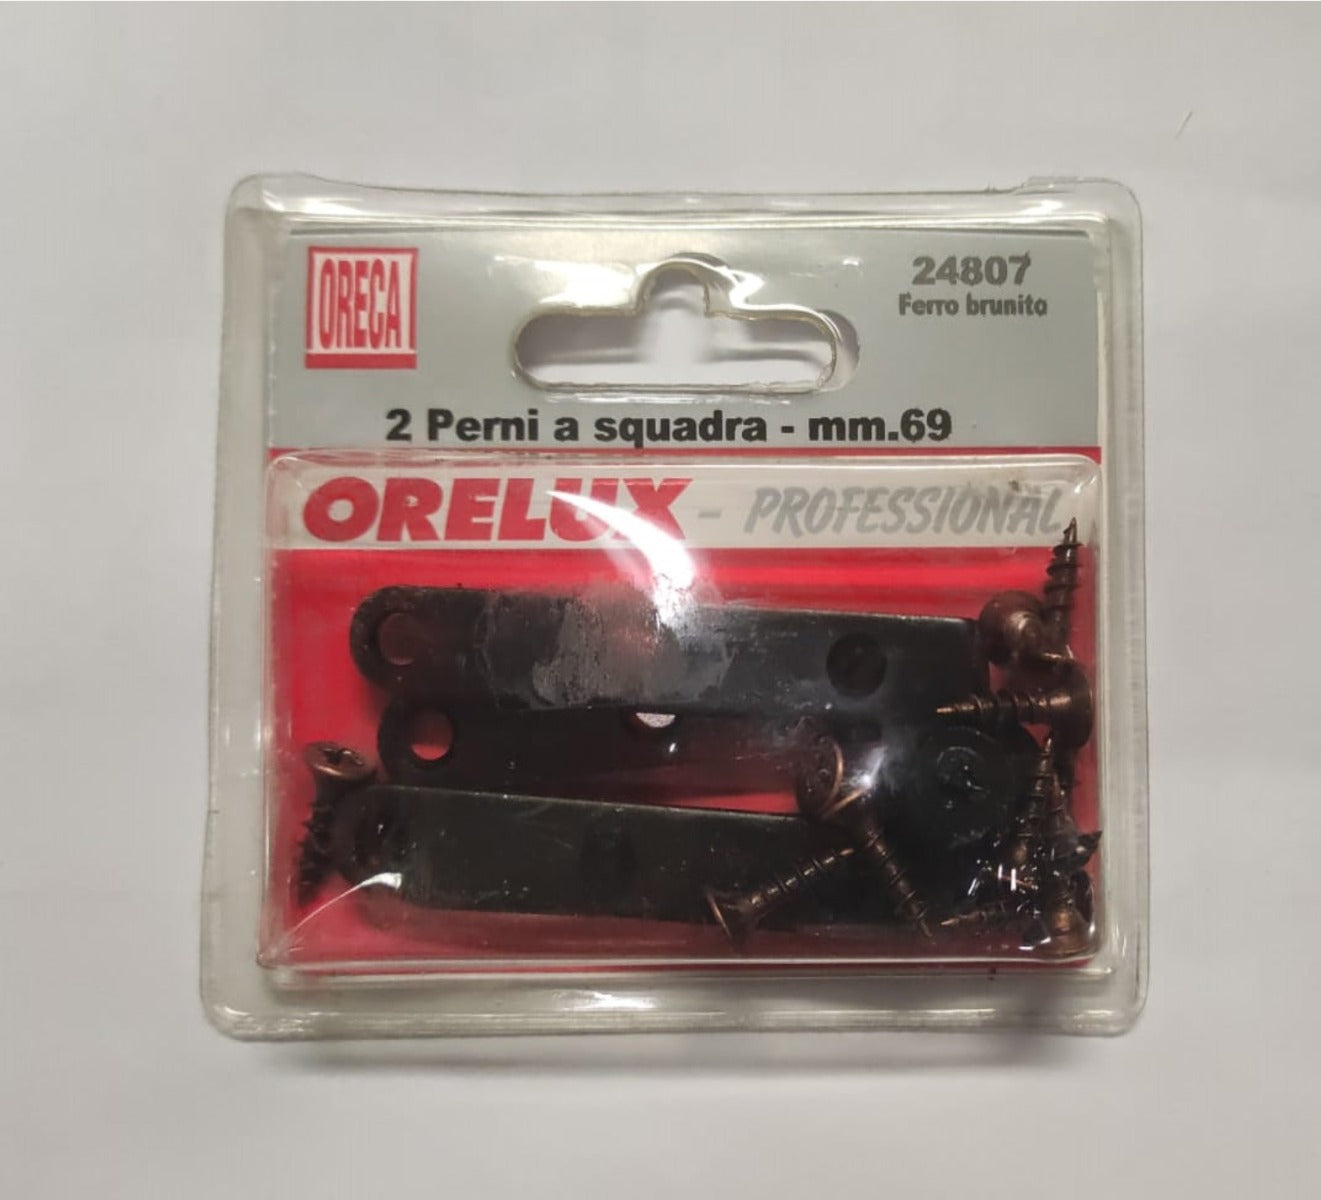 ORECA
24807
Ferro brunito
2 Perni a squadra - mm.69
ORELUX - PROFESSIONAL